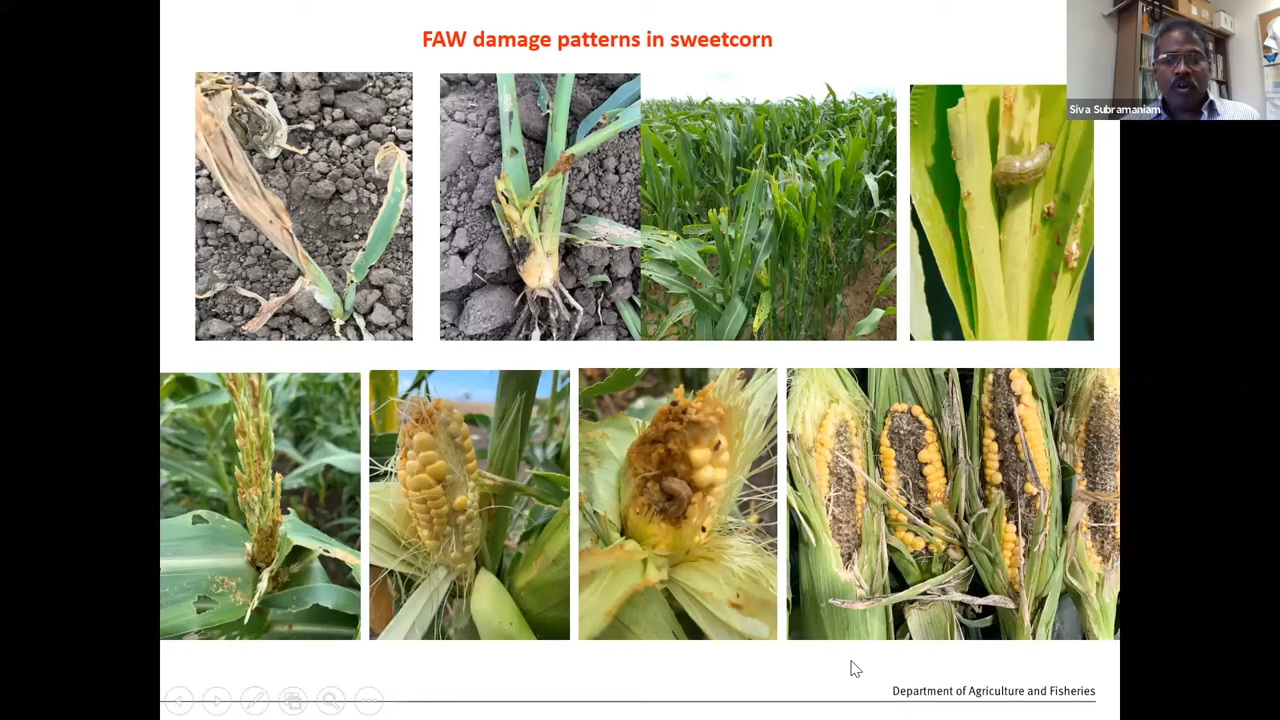 FAW damage patterns in sweetcorn
Siva Subramaniam
Department of Agriculture and Fisheries